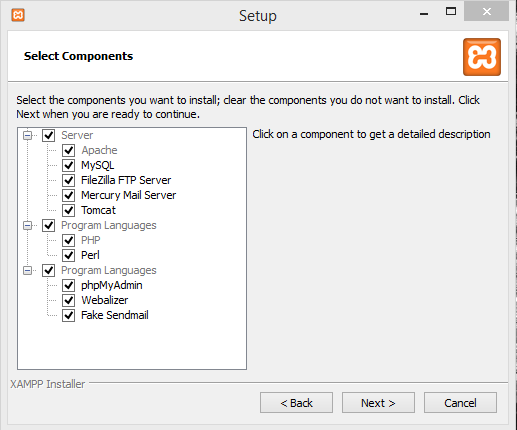 Setup
Select Components
Select the components you want to install; clear the components you do not want to install. Click
Next when you are ready to continue.
Server
Apache
MySQL
FileZilla FTP Server
Mercury Mail Server
Tomcat
Program Languages
PHP
Perl
Program Languages
phpMyAdmin
Webalizer
Fake Sendmail
Click on a component to get a detailed description
XAMPP Installer
< Back
Next >
Cancel